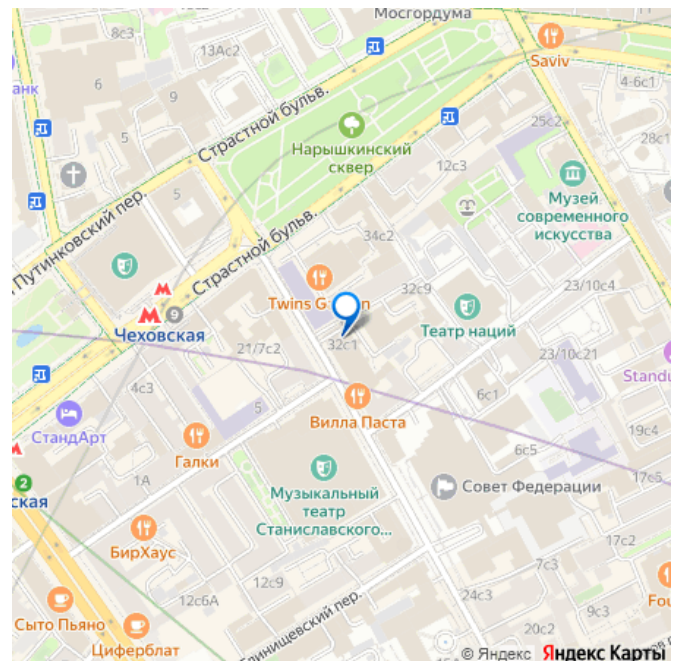 Мосгордума
8с3
13Ас2
Saviv
анк
6
9
4-6с1
5
Страстной бульв.
25с2
28с1
Нарышкинский
сквер
12с3
Музей
современного
искусства
5
Путинковский пер.
34с2
Страстной бульв.
Twins G
n
32с9
23/10с4
М
М
9
Чеховская
Театр наций
32с1
21/7с2
23/10с21
Standu
4с3
6с1
5
Вилла Паста
СтандАрт
19с4
Галки
6с5
М
1А
17с5
2
ская
Музыкальный
театр
Станиславского...
Совет Федерации
17с2
БирХаус
7с3
12с9
12с6А
24с3
Fou
9с3
Сыто Пьяно
линищевский пер.
20с2
Циферблат
© Яндекс Яндекс Карты